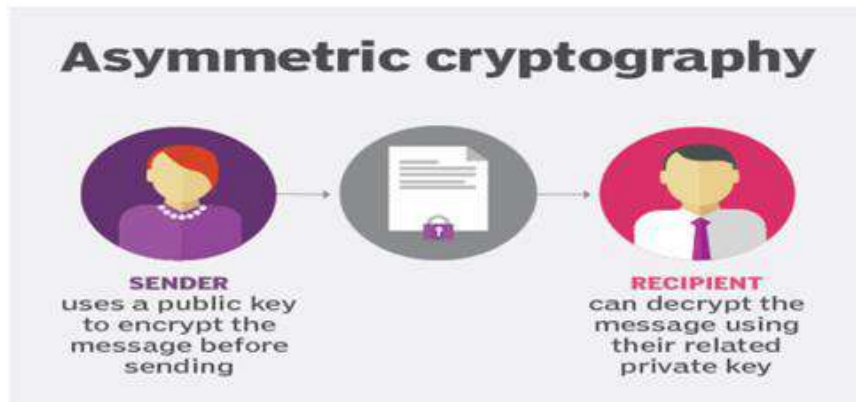 Asymmetric cryptography
SENDER
uses a public key
to encrypt the
message before
sending
RECIPIENT
can decrypt the
message using
their related
private key